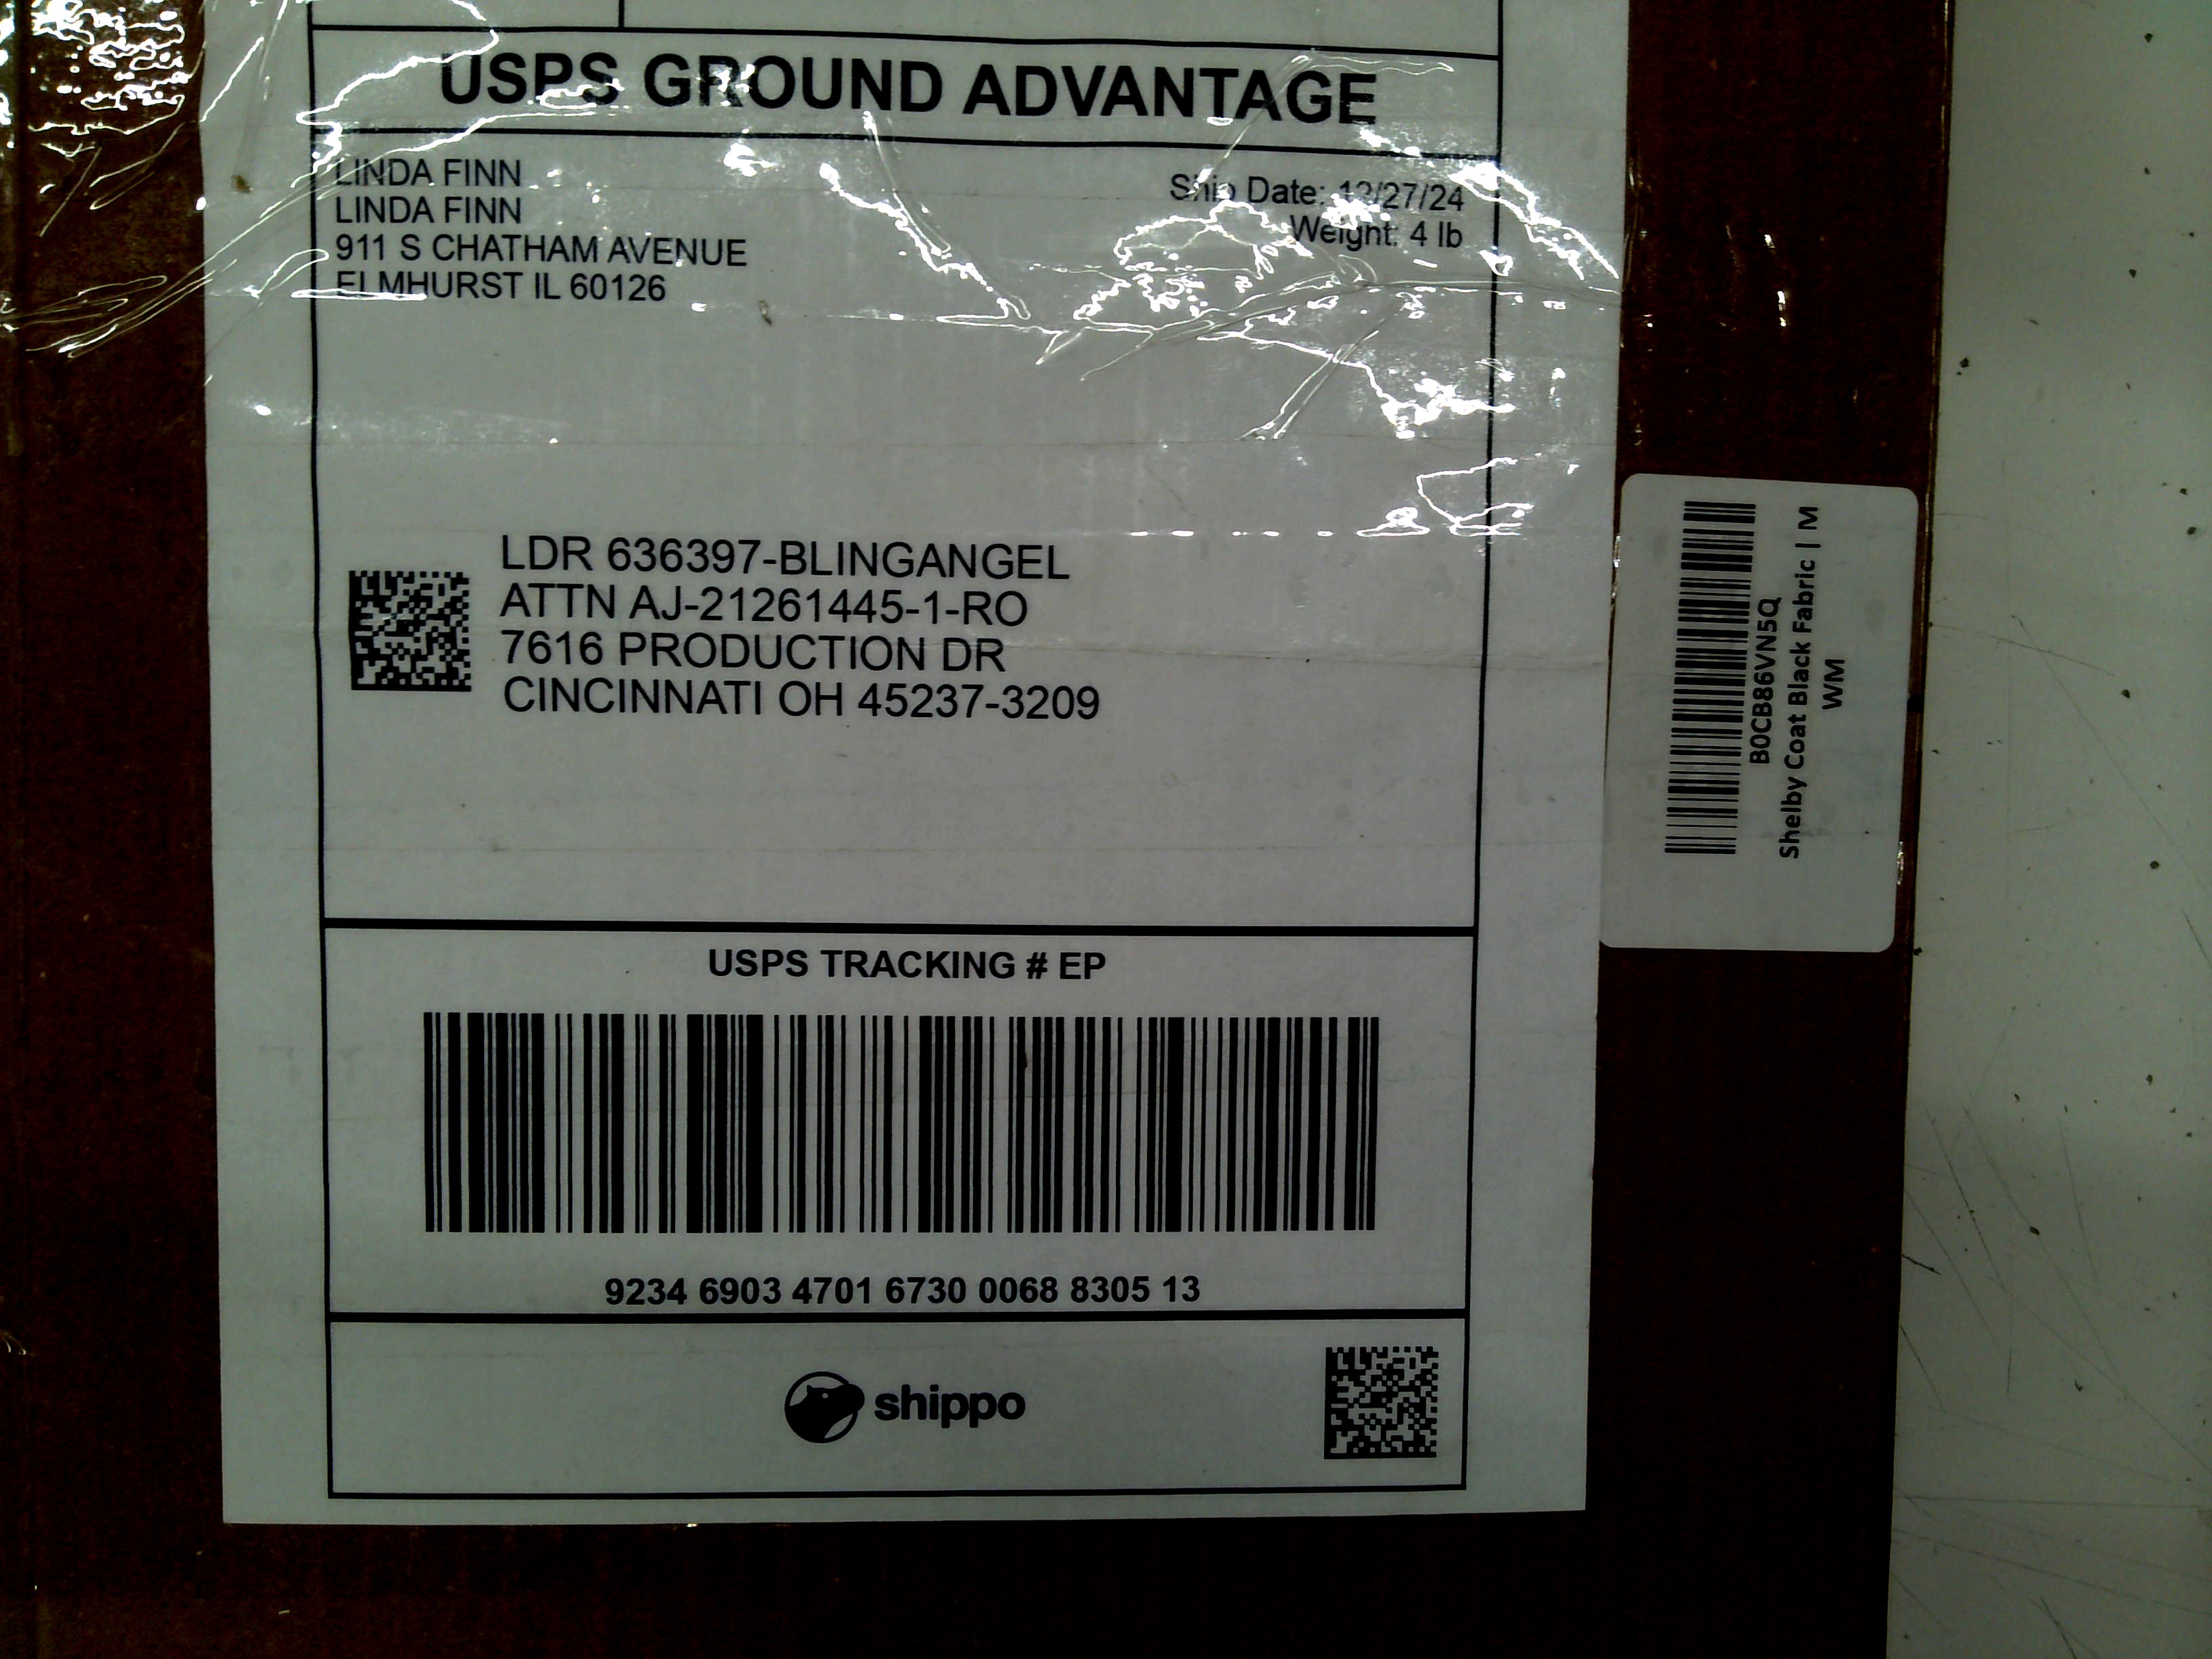 USPS GROUND ADVANTAGE
LINDA FINN
LINDA FINN
911 S CHATHAM AVENUE
ELMHURST IL 60126
Ship Date: 12/27/24
Weight: 4 lb
LDR 636397-BLINGANGEL
ATTN AJ-21261445-1-RO
7616 PRODUCTION DR
CINCINNATI OH 45237-3209
USPS TRACKING # EP
9234 6903 4701 6730 0068 8305 13
shippo
B0CB86VN5Q
Shelby Coat Black Fabric | M
WM